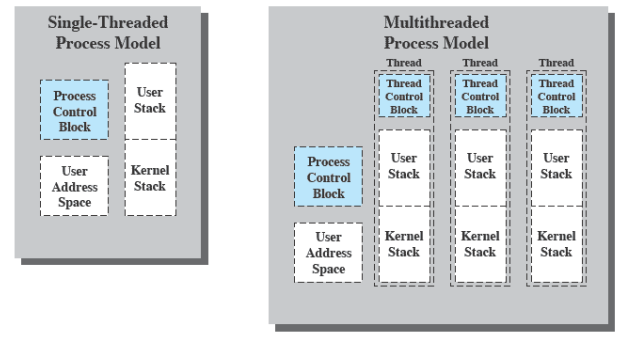 Single-Threaded
Process Model
Process
Control
Block
User
Stack
User
Address
Space
Kernel
Stack
Multithreaded
Process Model
Thread
Thread
Thread
Thread
Control
Block
Thread
Control
Block
Thread
Control
Block
Process
Control
Block
User
Stack
User
Stack
User
Stack
User
Address
Space
Kernel
Stack
Kernel
Stack
Kernel
Stack